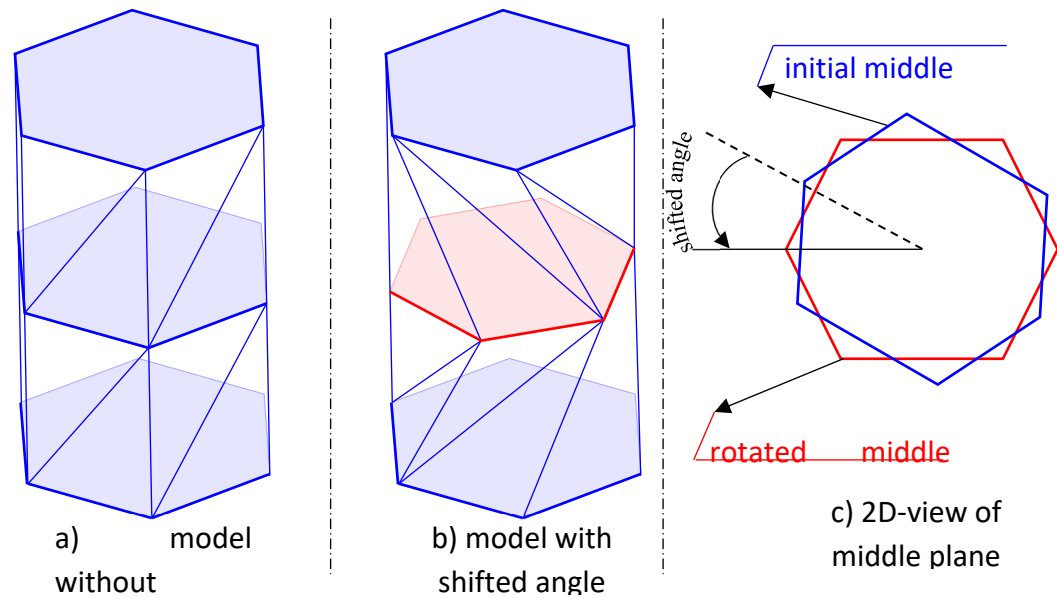 initial middle
shifted angle
rotated middle
a) model
without
b) model with
shifted angle
c) 2D-view of
middle plane